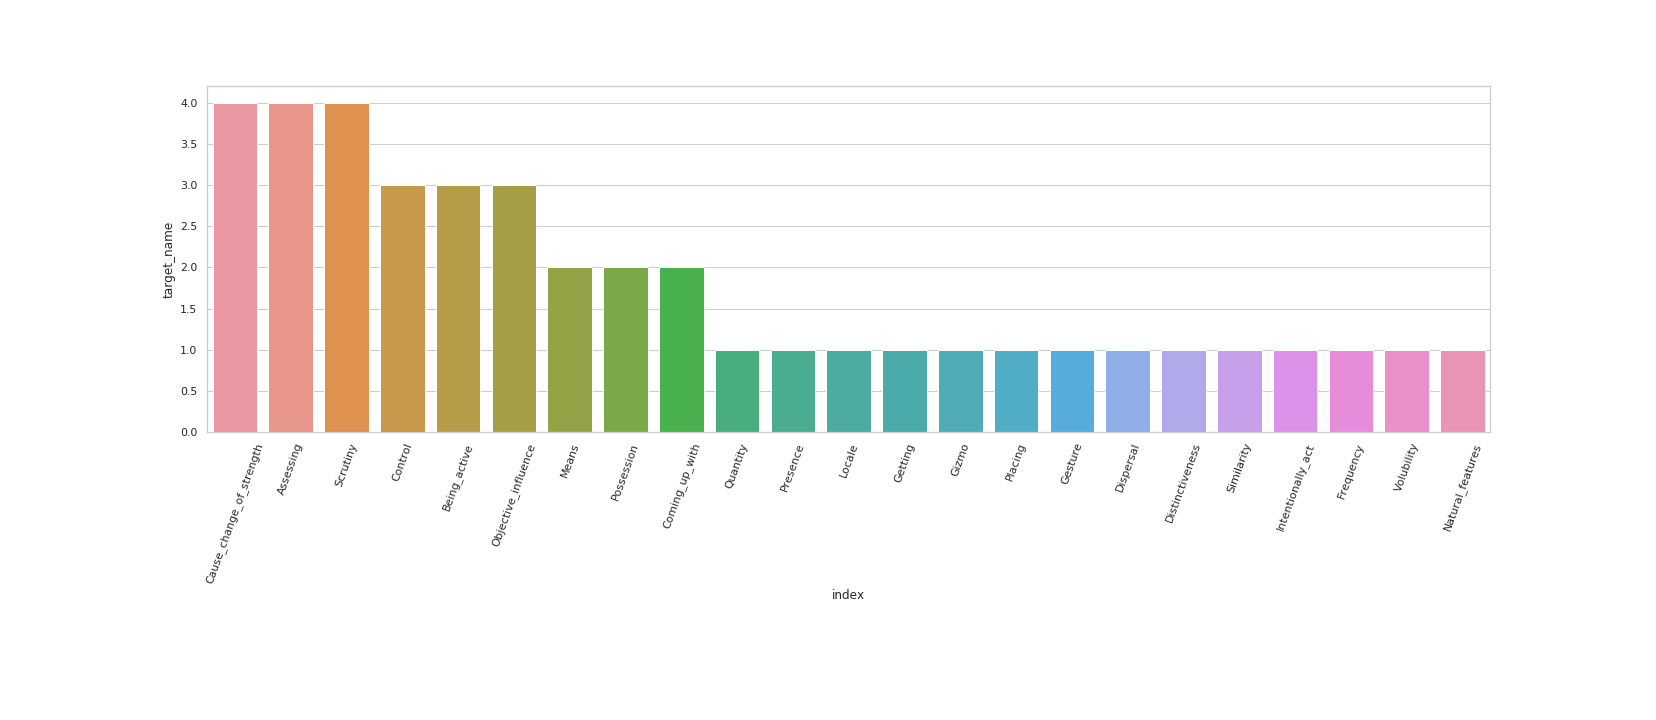 4.0
3.5
3.0
2.5
2.0
1.5
1.0
0.5
0.0
target_name
Cause_change_of_strength
Assessing
Scrutiny
Control
Being_active
Objective_influence
Means
Possession
Coming_up_with
Quantity
Presence
Locale
Getting
Gizmo
Placing
Gesture
Dispersal
Distinctiveness
Similarity
Intentionally_act
Frequency
Volubility
Natural_features
index